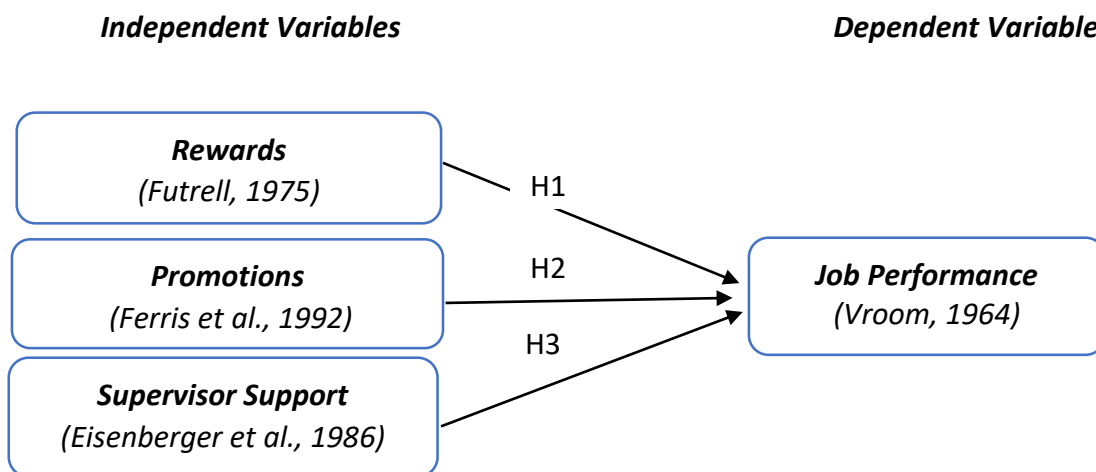 Independent Variables
Dependent Variable
Rewards
(Futrell, 1975)
H1
Promotions
(Ferris et al., 1992)
H2
Job Performance
(Vroom, 1964)
H3
Supervisor Support
(Eisenberger et al., 1986)